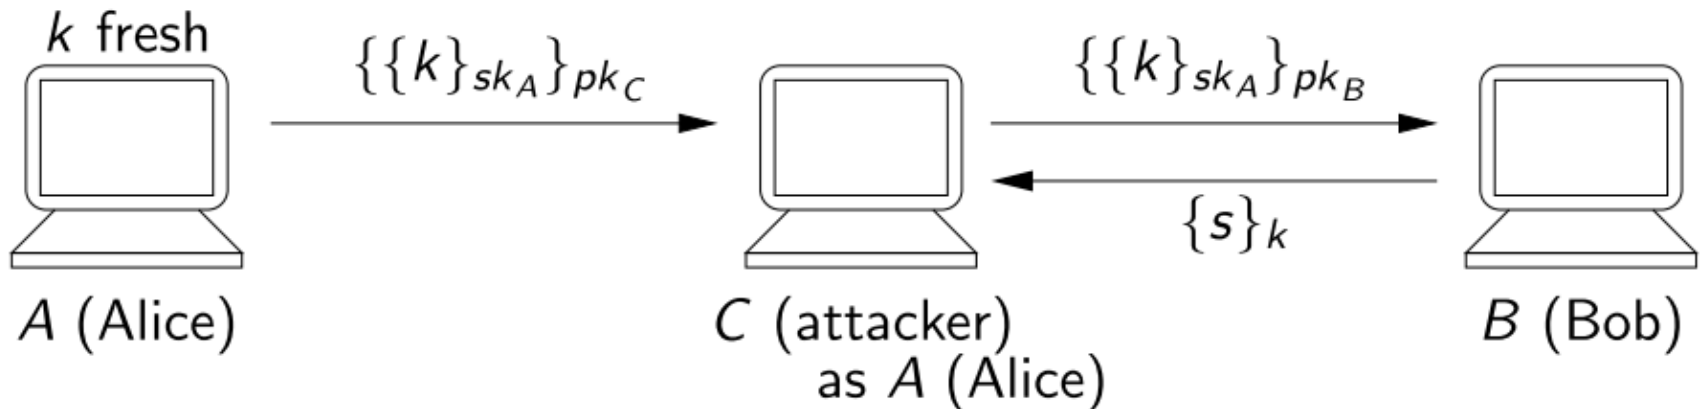 k fresh
{{k}skA}pkC
{{k}skA}pkB
{s}k
A (Alice)
C (attacker)
as A (Alice)
B (Bob)